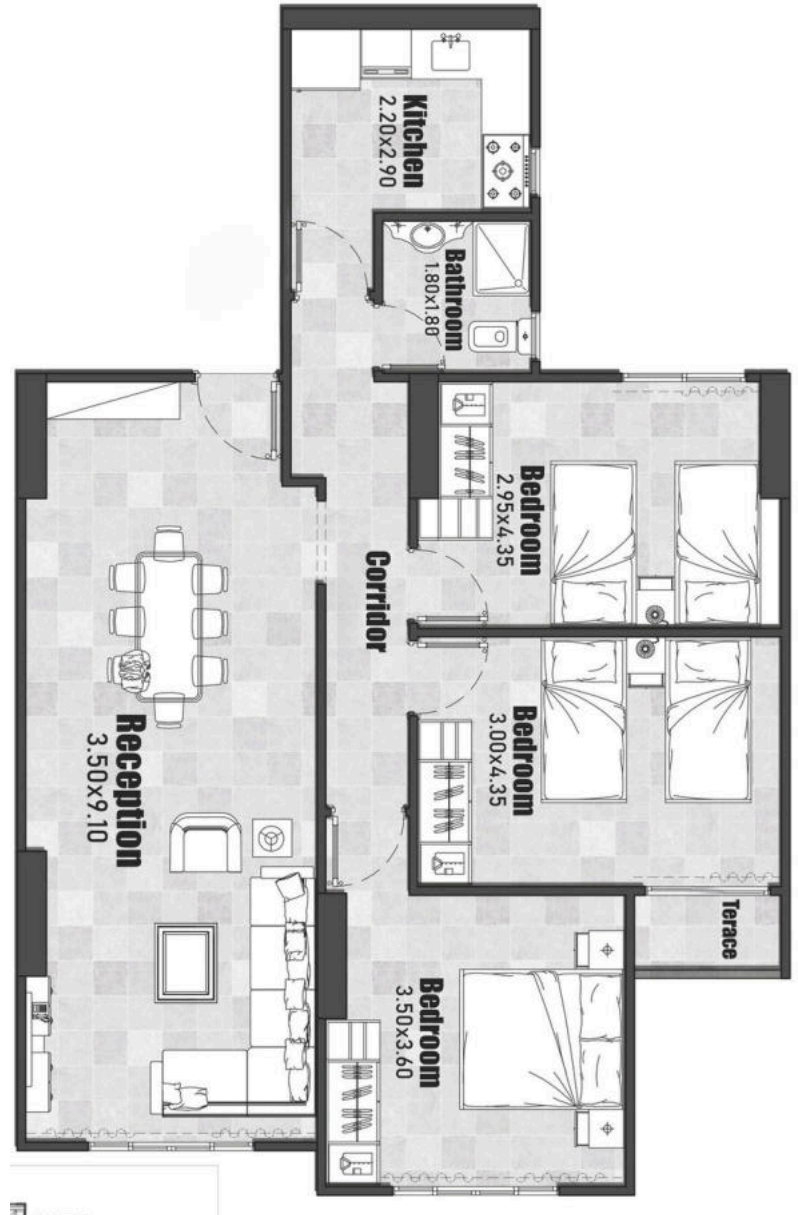 Kitchen
2.20x2.90
Bathroom
1.80x1.80
Bedroom
2.95x4.35
Corridor
Bedroom
3.00x4.35
Reception
3.50x9.10
Terace
Bedroom
3.50x3.60